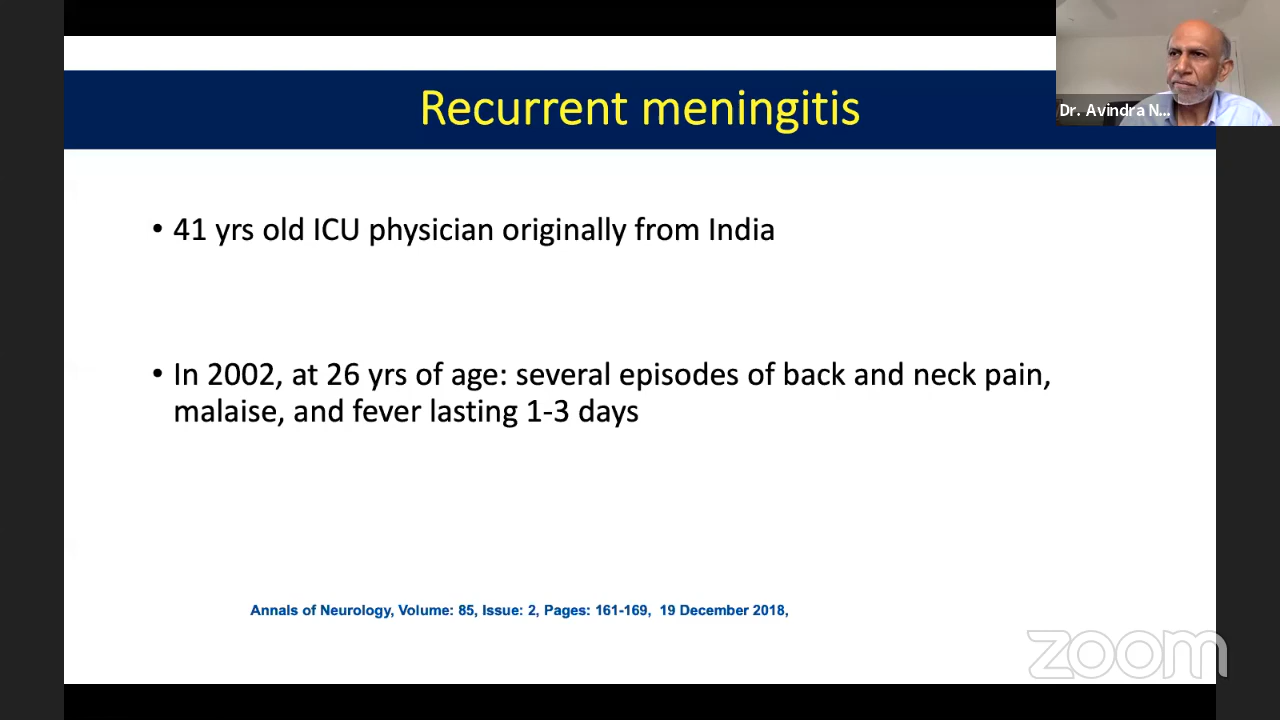 Recurrent meningitis
Dr. Avindra N...
• 41 yrs old ICU physician originally from India
• In 2002, at 26 yrs of age: several episodes of back and neck pain,
malaise, and fever lasting 1-3 days
Annals of Neurology, Volume: 85, Issue: 2, Pages: 161-169, 19 December 2018,
zoom